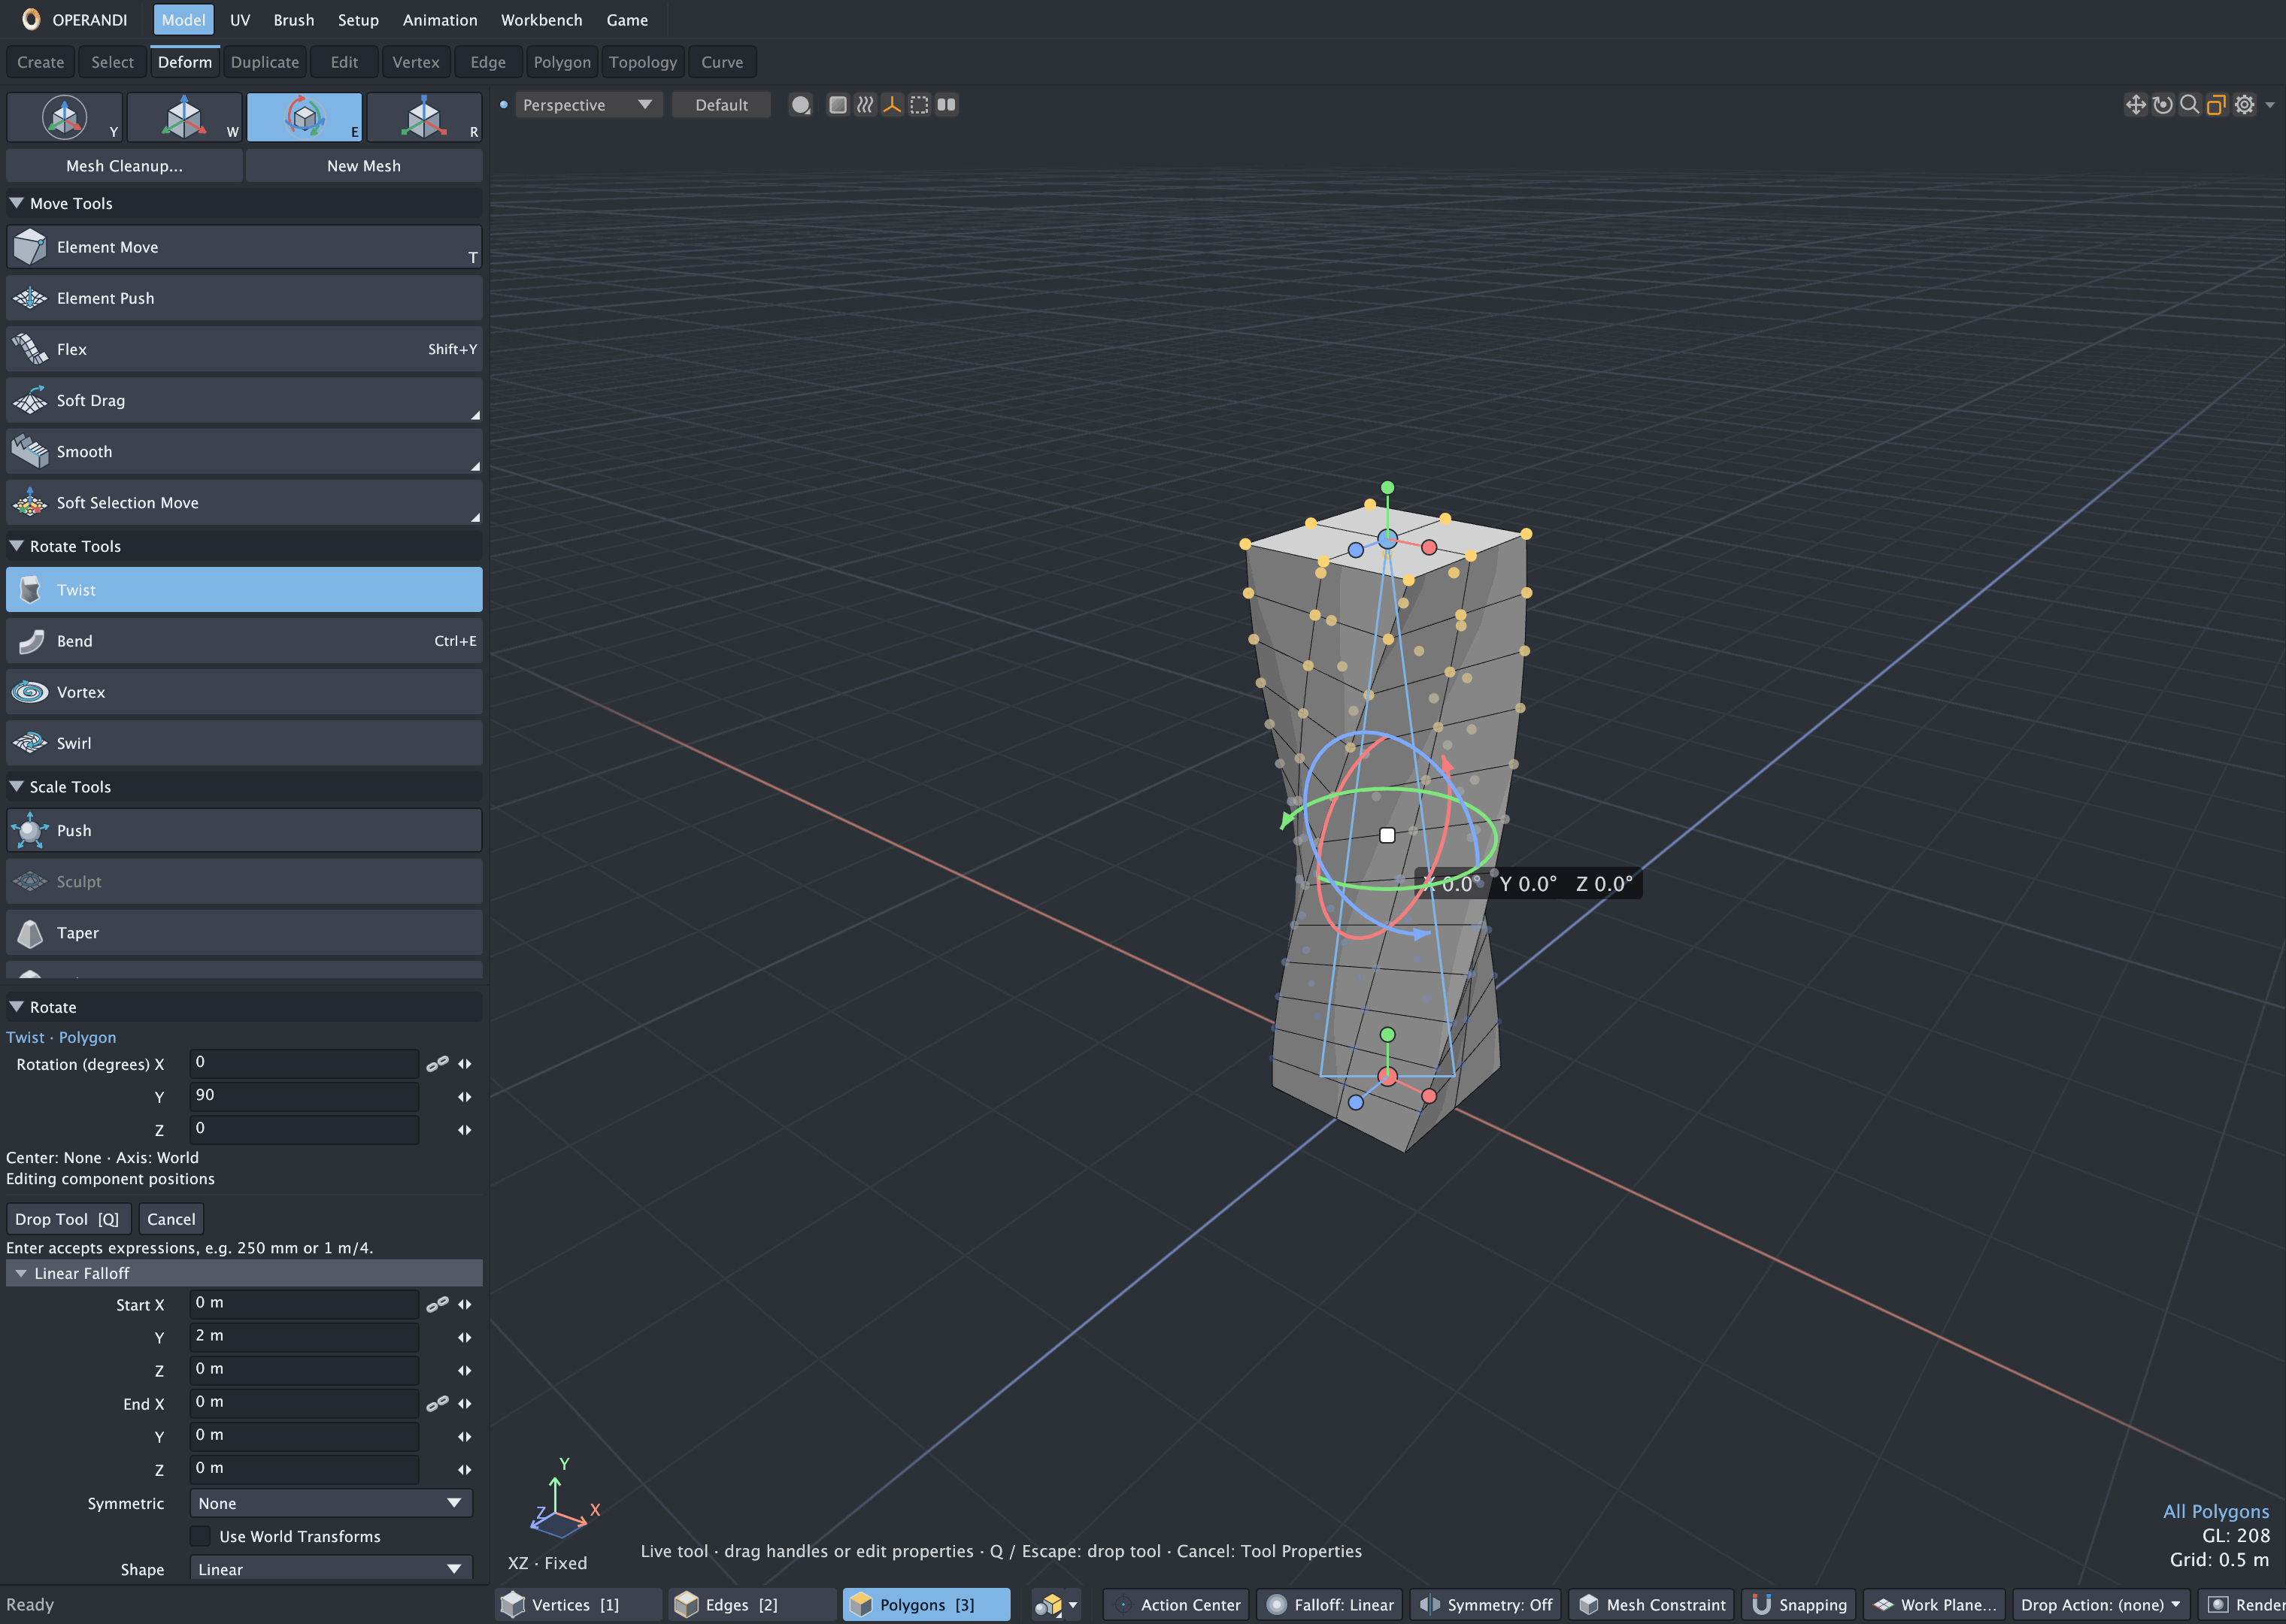 OPERANDI Model UV Brush Setup Animation Workbench Game
Create Select Deform Duplicate Edit Vertex Edge Polygon Topology Curve
Y W E R
Perspective Default
Mesh Cleanup... New Mesh
Move Tools
Element Move T
Element Push
Flex Shift+Y
Soft Drag
Smooth
Soft Selection Move
Rotate Tools
Twist
Bend Ctrl+E
Vortex
Swirl
Scale Tools
Push
Sculpt
Taper
Rotate
Twist · Polygon
Rotation (degrees) X 0
Y 90
Z 0
Center: None · Axis: World
Editing component positions
Drop Tool [Q] Cancel
Enter accepts expressions, e.g. 250 mm or 1 m/4.
Linear Falloff
Start X 0 m
Y 2 m
Z 0 m
End X 0 m
Y 0 m
Z 0 m
Symmetric None
Use World Transforms
Shape Linear
X 0.0° Y 0.0° Z 0.0°
Y
Z X
XZ · Fixed
Live tool · drag handles or edit properties · Q / Escape: drop tool · Cancel: Tool Properties
All Polygons
GL: 208
Grid: 0.5 m
Ready Vertices [1] Edges [2] Polygons [3] Action Center Falloff: Linear Symmetry: Off Mesh Constraint Snapping Work Plane... Drop Action: (none)